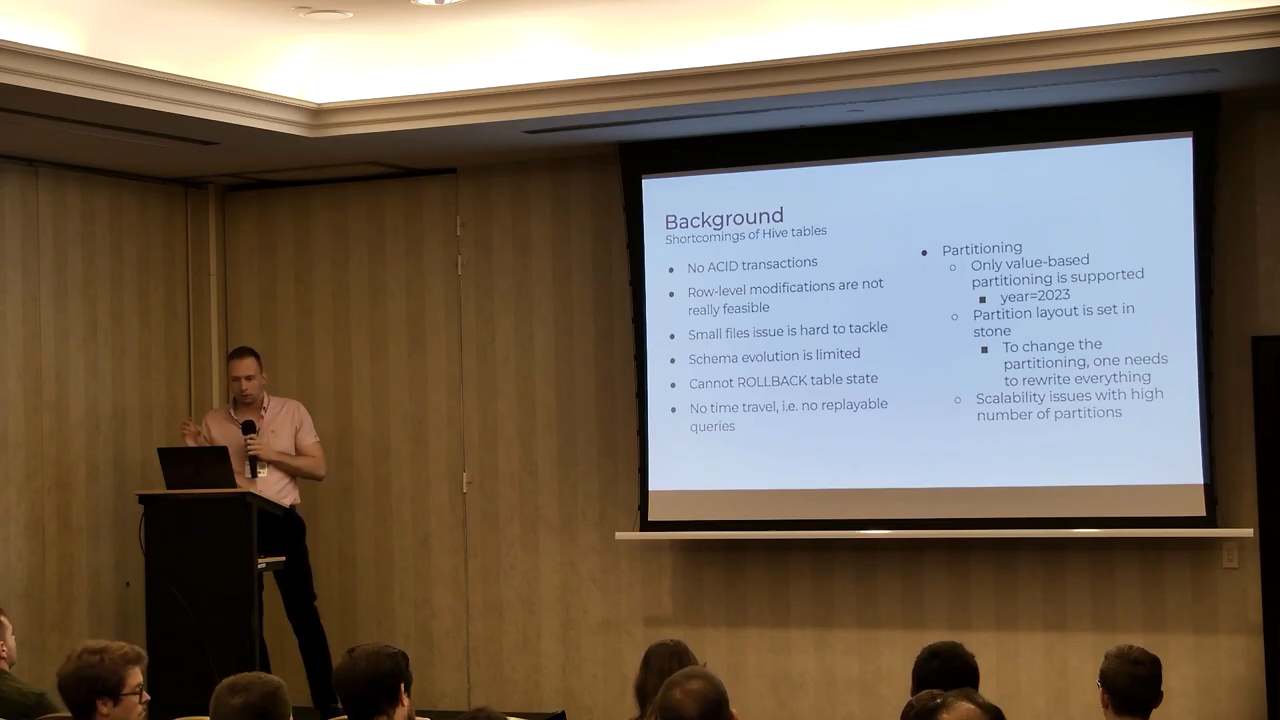 Background
Shortcomings of Hive tables
● No ACID transactions
● Row-level modifications are not
really feasible
● Small files issue is hard to tackle
● Schema evolution is limited
● Cannot ROLLBACK table state
● No time travel, i.e. no replayable
queries
● Partitioning
○ Only value-based
partitioning is supported
■ year=2023
○ Partition layout is set in
stone
■ To change the
partitioning, one needs
to rewrite everything
○ Scalability issues with high
number of partitions